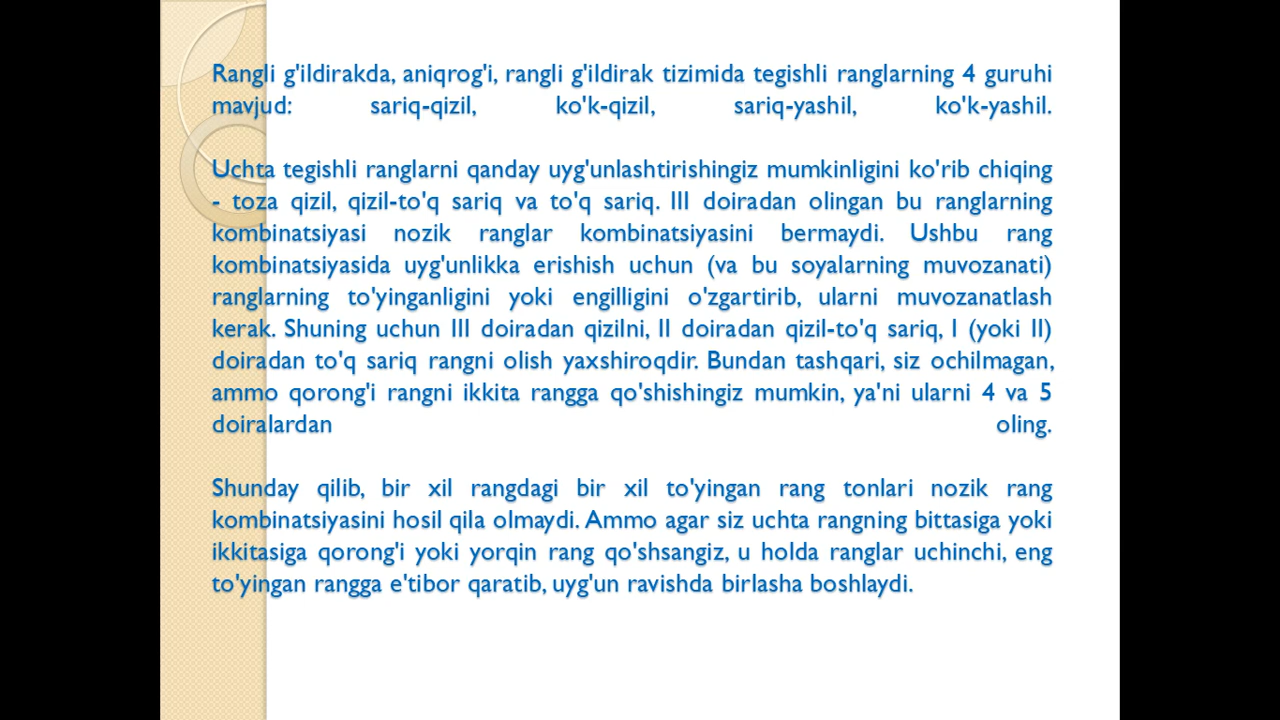 Rangli g'ildirakda, aniqrog'i, rangli g'ildirak tizimida tegishli ranglarning 4 guruhi
mavjud: sariq-qizil, ko'k-qizil, sariq-yashil, ko'k-yashil.
Uchta tegishli ranglarni qanday uyg'unlashtirishingiz mumkinligini ko'rib chiqing
- toza qizil, qizil-to'q sariq va to'q sariq. III doiradan olingan bu ranglarning
kombinatsiyasi nozik ranglar kombinatsiyasini bermaydi. Ushbu rang
kombinatsiyasida uyg'unlikka erishish uchun (va bu soyalarning muvozanati)
ranglarning to'yinganligini yoki engilligini o'zgartirib, ularni muvozanatlash
kerak. Shuning uchun III doiradan qizilni, II doiradan qizil-to'q sariq, I (yoki II)
doiradan to'q sariq rangni olish yaxshiroqdir. Bundan tashqari, siz ochilmagan,
ammo qorong'i rangni ikkita rangga qo'shishingiz mumkin, ya'ni ularni 4 va 5
doiralardan oling.
Shunday qilib, bir xil rangdagi bir xil to'yingan rang tonlari nozik rang
kombinatsiyasini hosil qila olmaydi. Ammo agar siz uchta rangning bittasiga yoki
ikkitasiga qorong'i yoki yorqin rang qo'shsangiz, u holda ranglar uchinchi, eng
to'yingan rangga e'tibor qaratib, uyg'un ravishda birlasha boshlaydi.